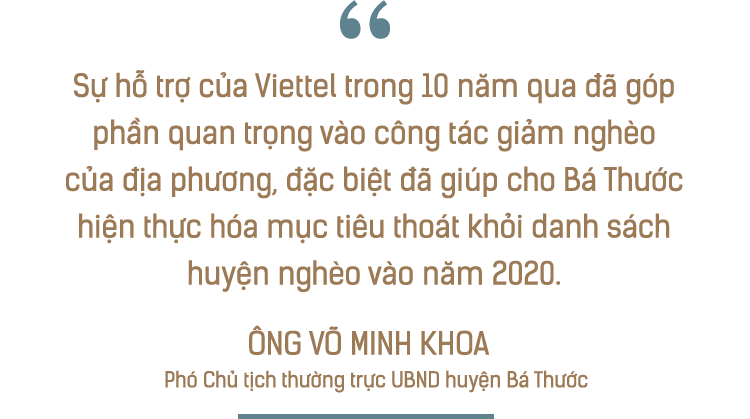 “
Sự hỗ trợ của Viettel trong 10 năm qua đã góp
phần quan trọng vào công tác giảm nghèo
của địa phương, đặc biệt đã giúp cho Bá Thước
hiện thực hóa mục tiêu thoát khỏi danh sách
huyện nghèo vào năm 2020.
ÔNG VÕ MINH KHOA
Phó Chủ tịch thường trực UBND huyện Bá Thước